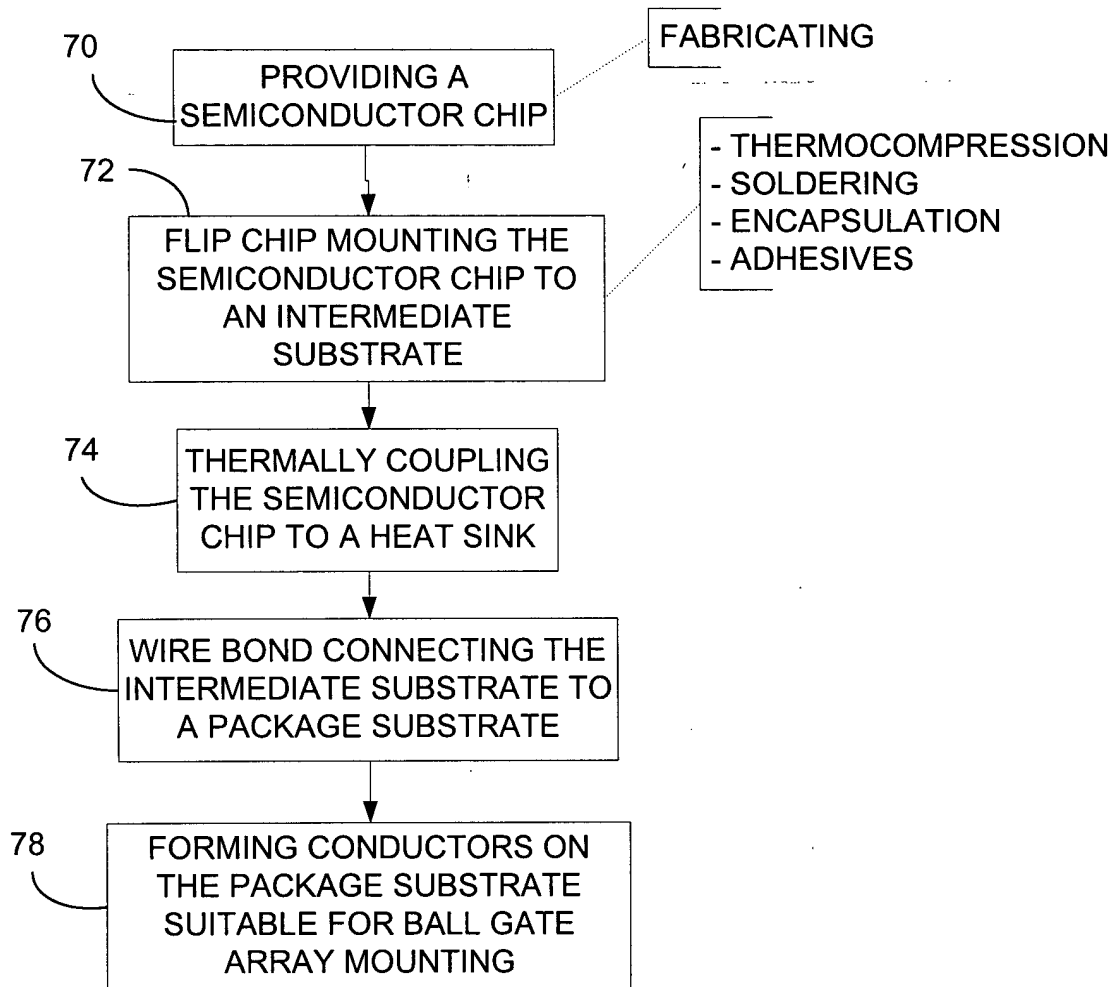 70
PROVIDING A
SEMICONDUCTOR CHIP
FABRICATING
72
FLIP CHIP MOUNTING THE
SEMICONDUCTOR CHIP TO
AN INTERMEDIATE
SUBSTRATE
- THERMOCOMPRESSION
- SOLDERING
- ENCAPSULATION
- ADHESIVES
74
THERMALLY COUPLING
THE SEMICONDUCTOR
CHIP TO A HEAT SINK
76
WIRE BOND CONNECTING THE
INTERMEDIATE SUBSTRATE TO
A PACKAGE SUBSTRATE
78
FORMING CONDUCTORS ON
THE PACKAGE SUBSTRATE
SUITABLE FOR BALL GATE
ARRAY MOUNTING